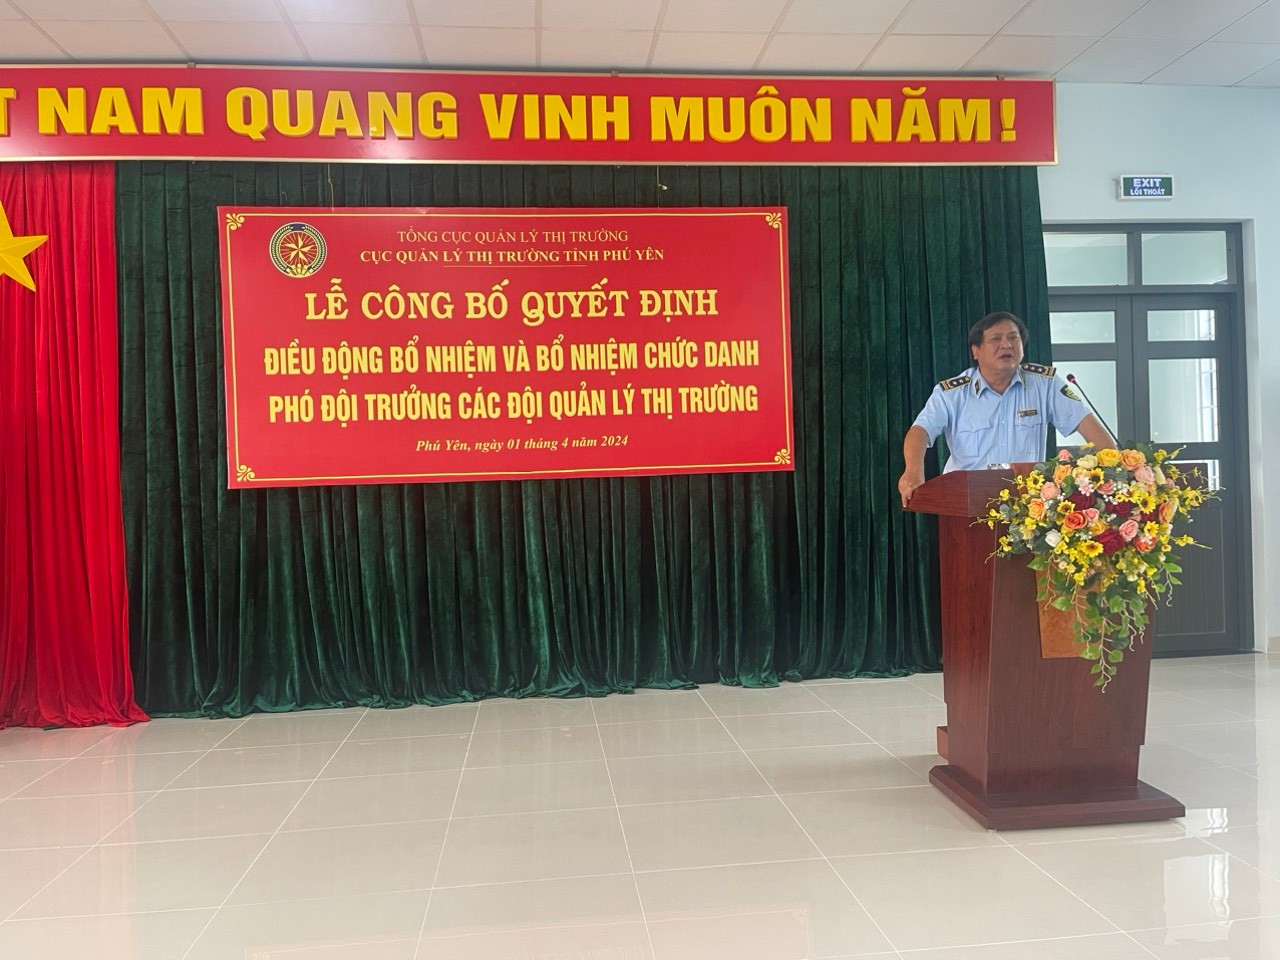 T NAM QUANG VINH MUÔN NĂM!
EXIT
LỐI THOÁT
TỔNG CỤC QUẢN LÝ THỊ TRƯỜNG
CỤC QUẢN LÝ THỊ TRƯỜNG TỈNH PHÚ YÊN
LỄ CÔNG BỐ QUYẾT ĐỊNH
ĐIỀU ĐỘNG BỔ NHIỆM VÀ BỔ NHIỆM CHỨC DANH
PHÓ ĐỘI TRƯỞNG CÁC ĐỘI QUẢN LÝ THỊ TRƯỜNG
Phú Yên, ngày 01 tháng 4 năm 2024